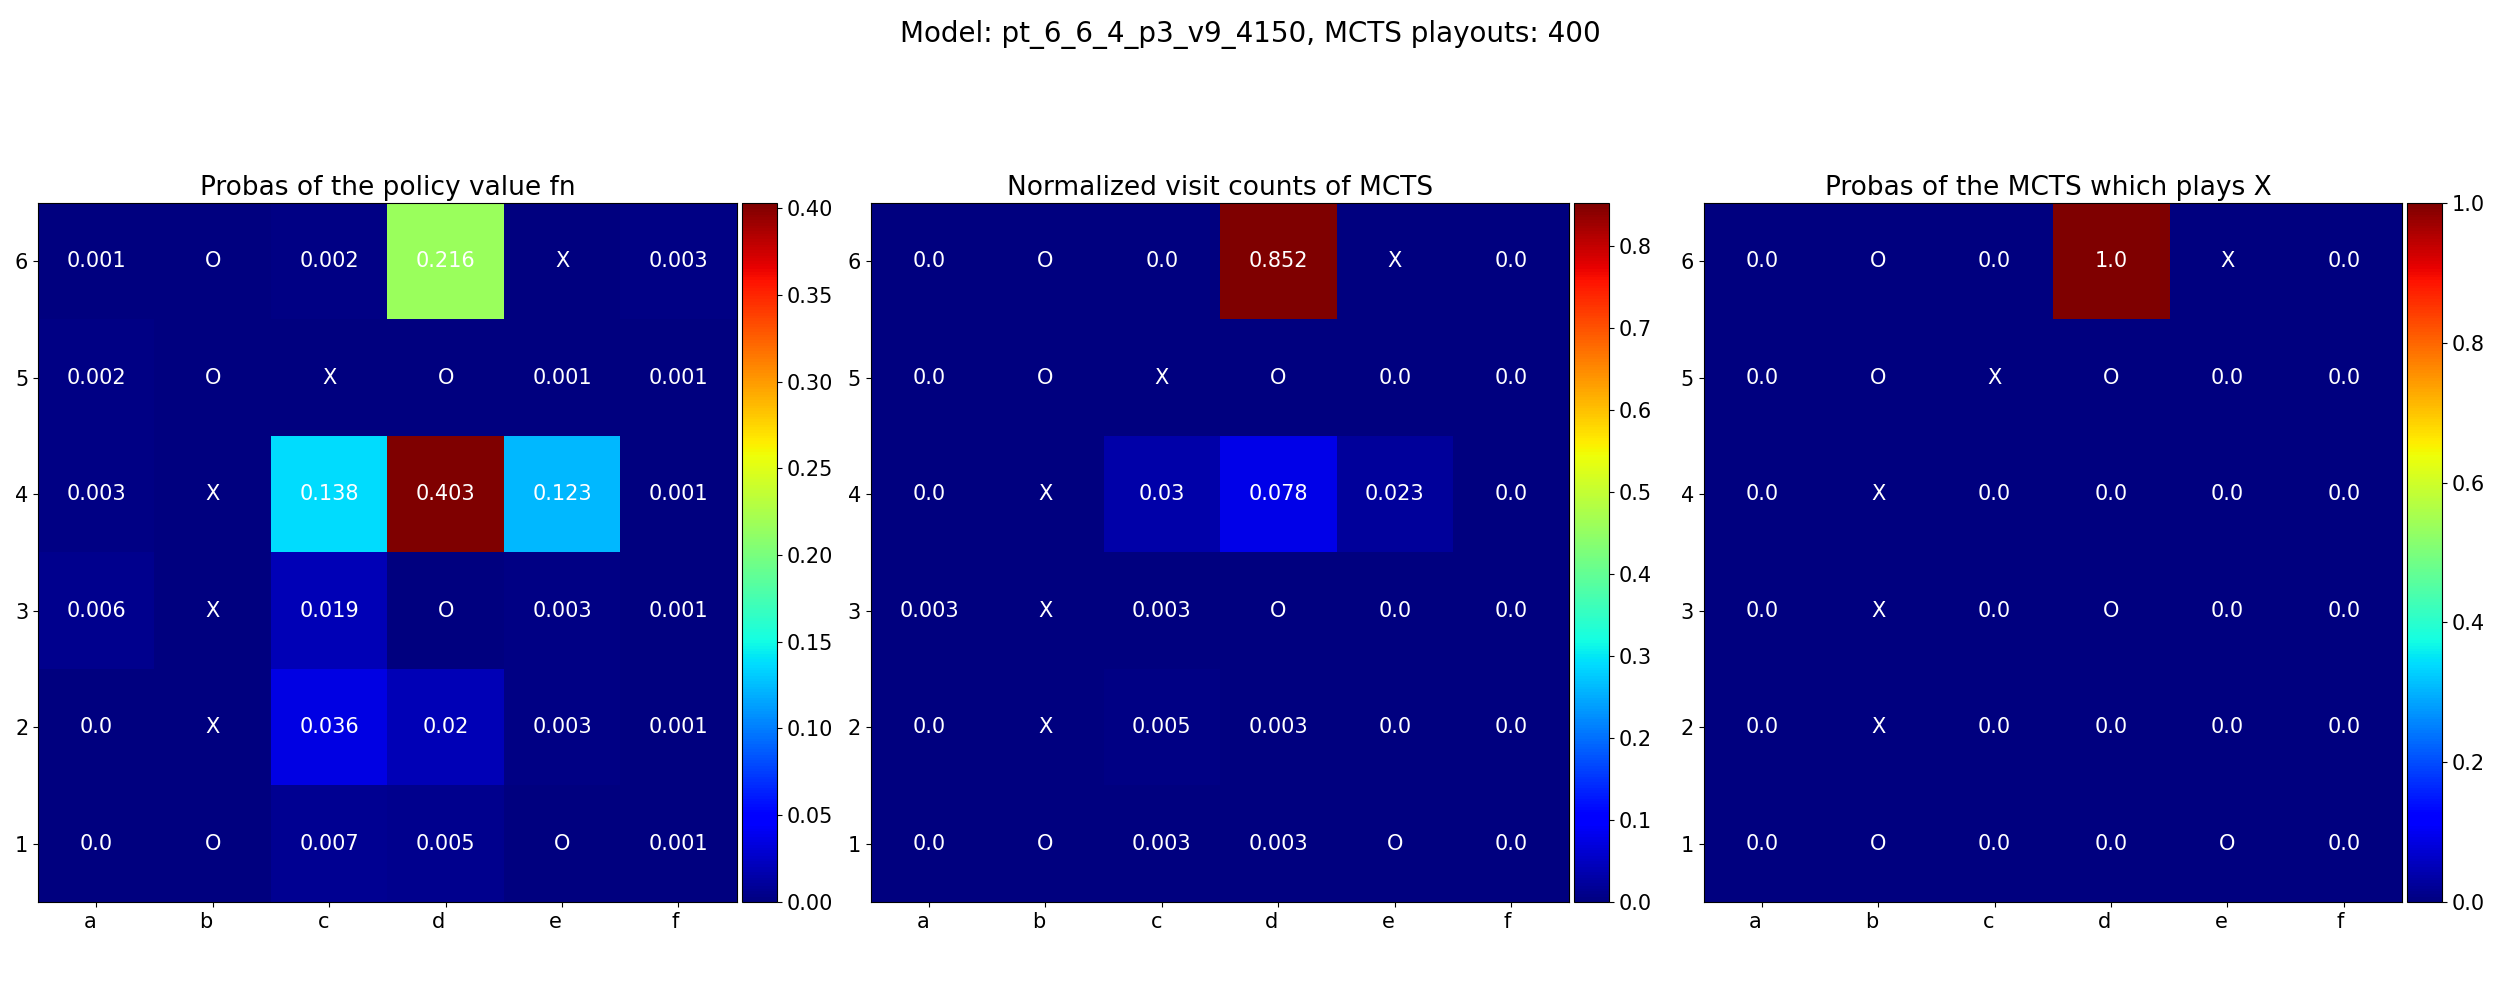 Model: pt_6_6_4_p3_v9_4150, MCTS playouts: 400
Probas of the policy value fn
6 0.001 O 0.002 0.216 X 0.003
5 0.002 O X O 0.001 0.001
4 0.003 X 0.138 0.403 0.123 0.001
3 0.006 X 0.019 O 0.003 0.001
2 0.0 X 0.036 0.02 0.003 0.001
1 0.0 O 0.007 0.005 O 0.001
a b c d e f
0.40
0.35
0.30
0.25
0.20
0.15
0.10
0.05
0.00
Normalized visit counts of MCTS
6 0.0 O 0.0 0.852 X 0.0
5 0.0 O X O 0.0 0.0
4 0.0 X 0.03 0.078 0.023 0.0
3 0.003 X 0.003 O 0.0 0.0
2 0.0 X 0.005 0.003 0.0 0.0
1 0.0 O 0.003 0.003 O 0.0
a b c d e f
0.8
0.7
0.6
0.5
0.4
0.3
0.2
0.1
0.0
Probas of the MCTS which plays X
6 0.0 O 0.0 1.0 X 0.0
5 0.0 O X O 0.0 0.0
4 0.0 X 0.0 0.0 0.0 0.0
3 0.0 X 0.0 O 0.0 0.0
2 0.0 X 0.0 0.0 0.0 0.0
1 0.0 O 0.0 0.0 O 0.0
a b c d e f
1.0
0.8
0.6
0.4
0.2
0.0